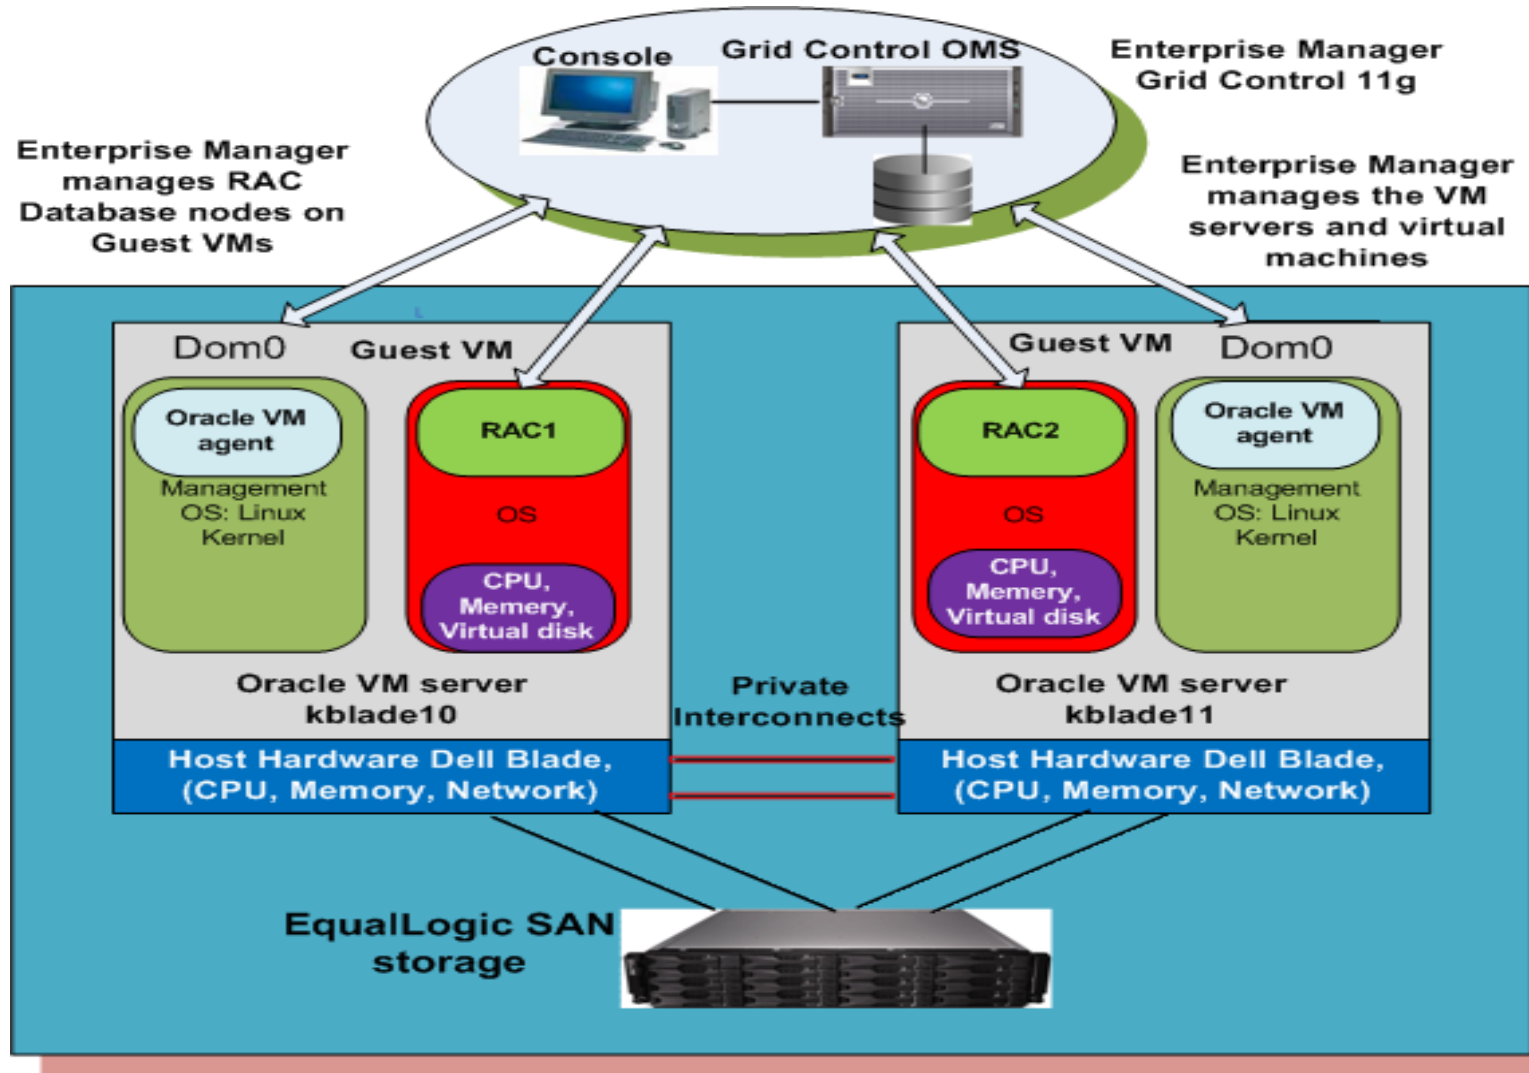 Console
Grid Control OMS
Enterprise Manager
Grid Control 11g
Enterprise Manager
manages RAC
Database nodes on
Guest VMs
Enterprise Manager
manages the VM
servers and virtual
machines
Dom0
Guest VM
Guest VM
Dom0
Oracle VM
agent
Management
OS: Linux
Kernel
RAC1
OS
CPU,
Memery,
Virtual disk
RAC2
OS
CPU,
Memery,
Virtual disk
Oracle VM
agent
Management
OS: Linux
Kernel
Oracle VM server
kblade10
Private
Interconnects
Oracle VM server
kblade11
Host Hardware Dell Blade,
(CPU, Memory, Network)
Host Hardware Dell Blade,
(CPU, Memory, Network)
EqualLogic SAN
storage